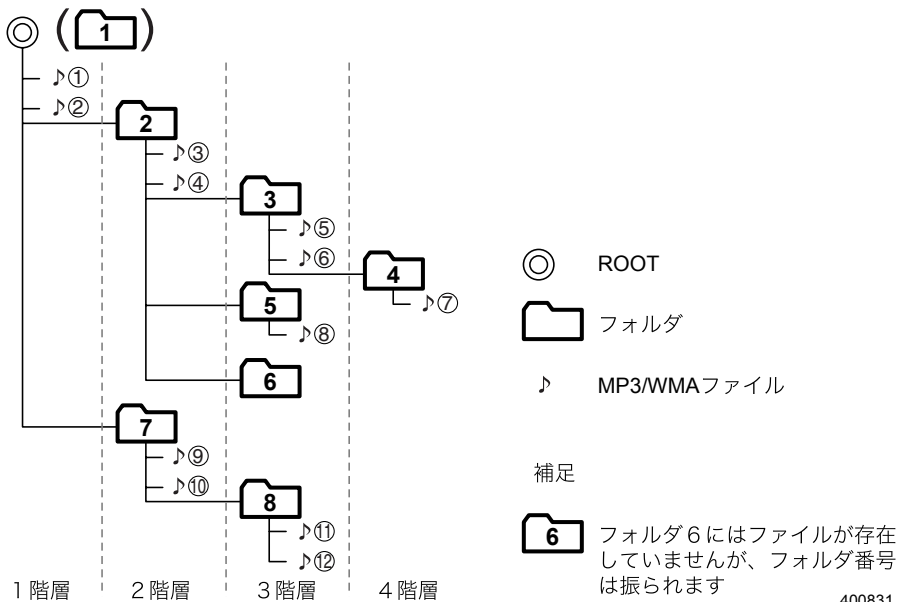 (1)
♪①
♪②
2
♪③
♪④
3
♪⑤
♪⑥
4
♪⑦
5
♪⑧
6
7
♪⑨
♪⑩
8
♪⑪
♪⑫
1階層 2階層 3階層 4階層
ROOT
フォルダ
♪ MP3/WMAファイル
補足
6 フォルダ6にはファイルが存在
していませんが、フォルダ番号
は振られます
400831